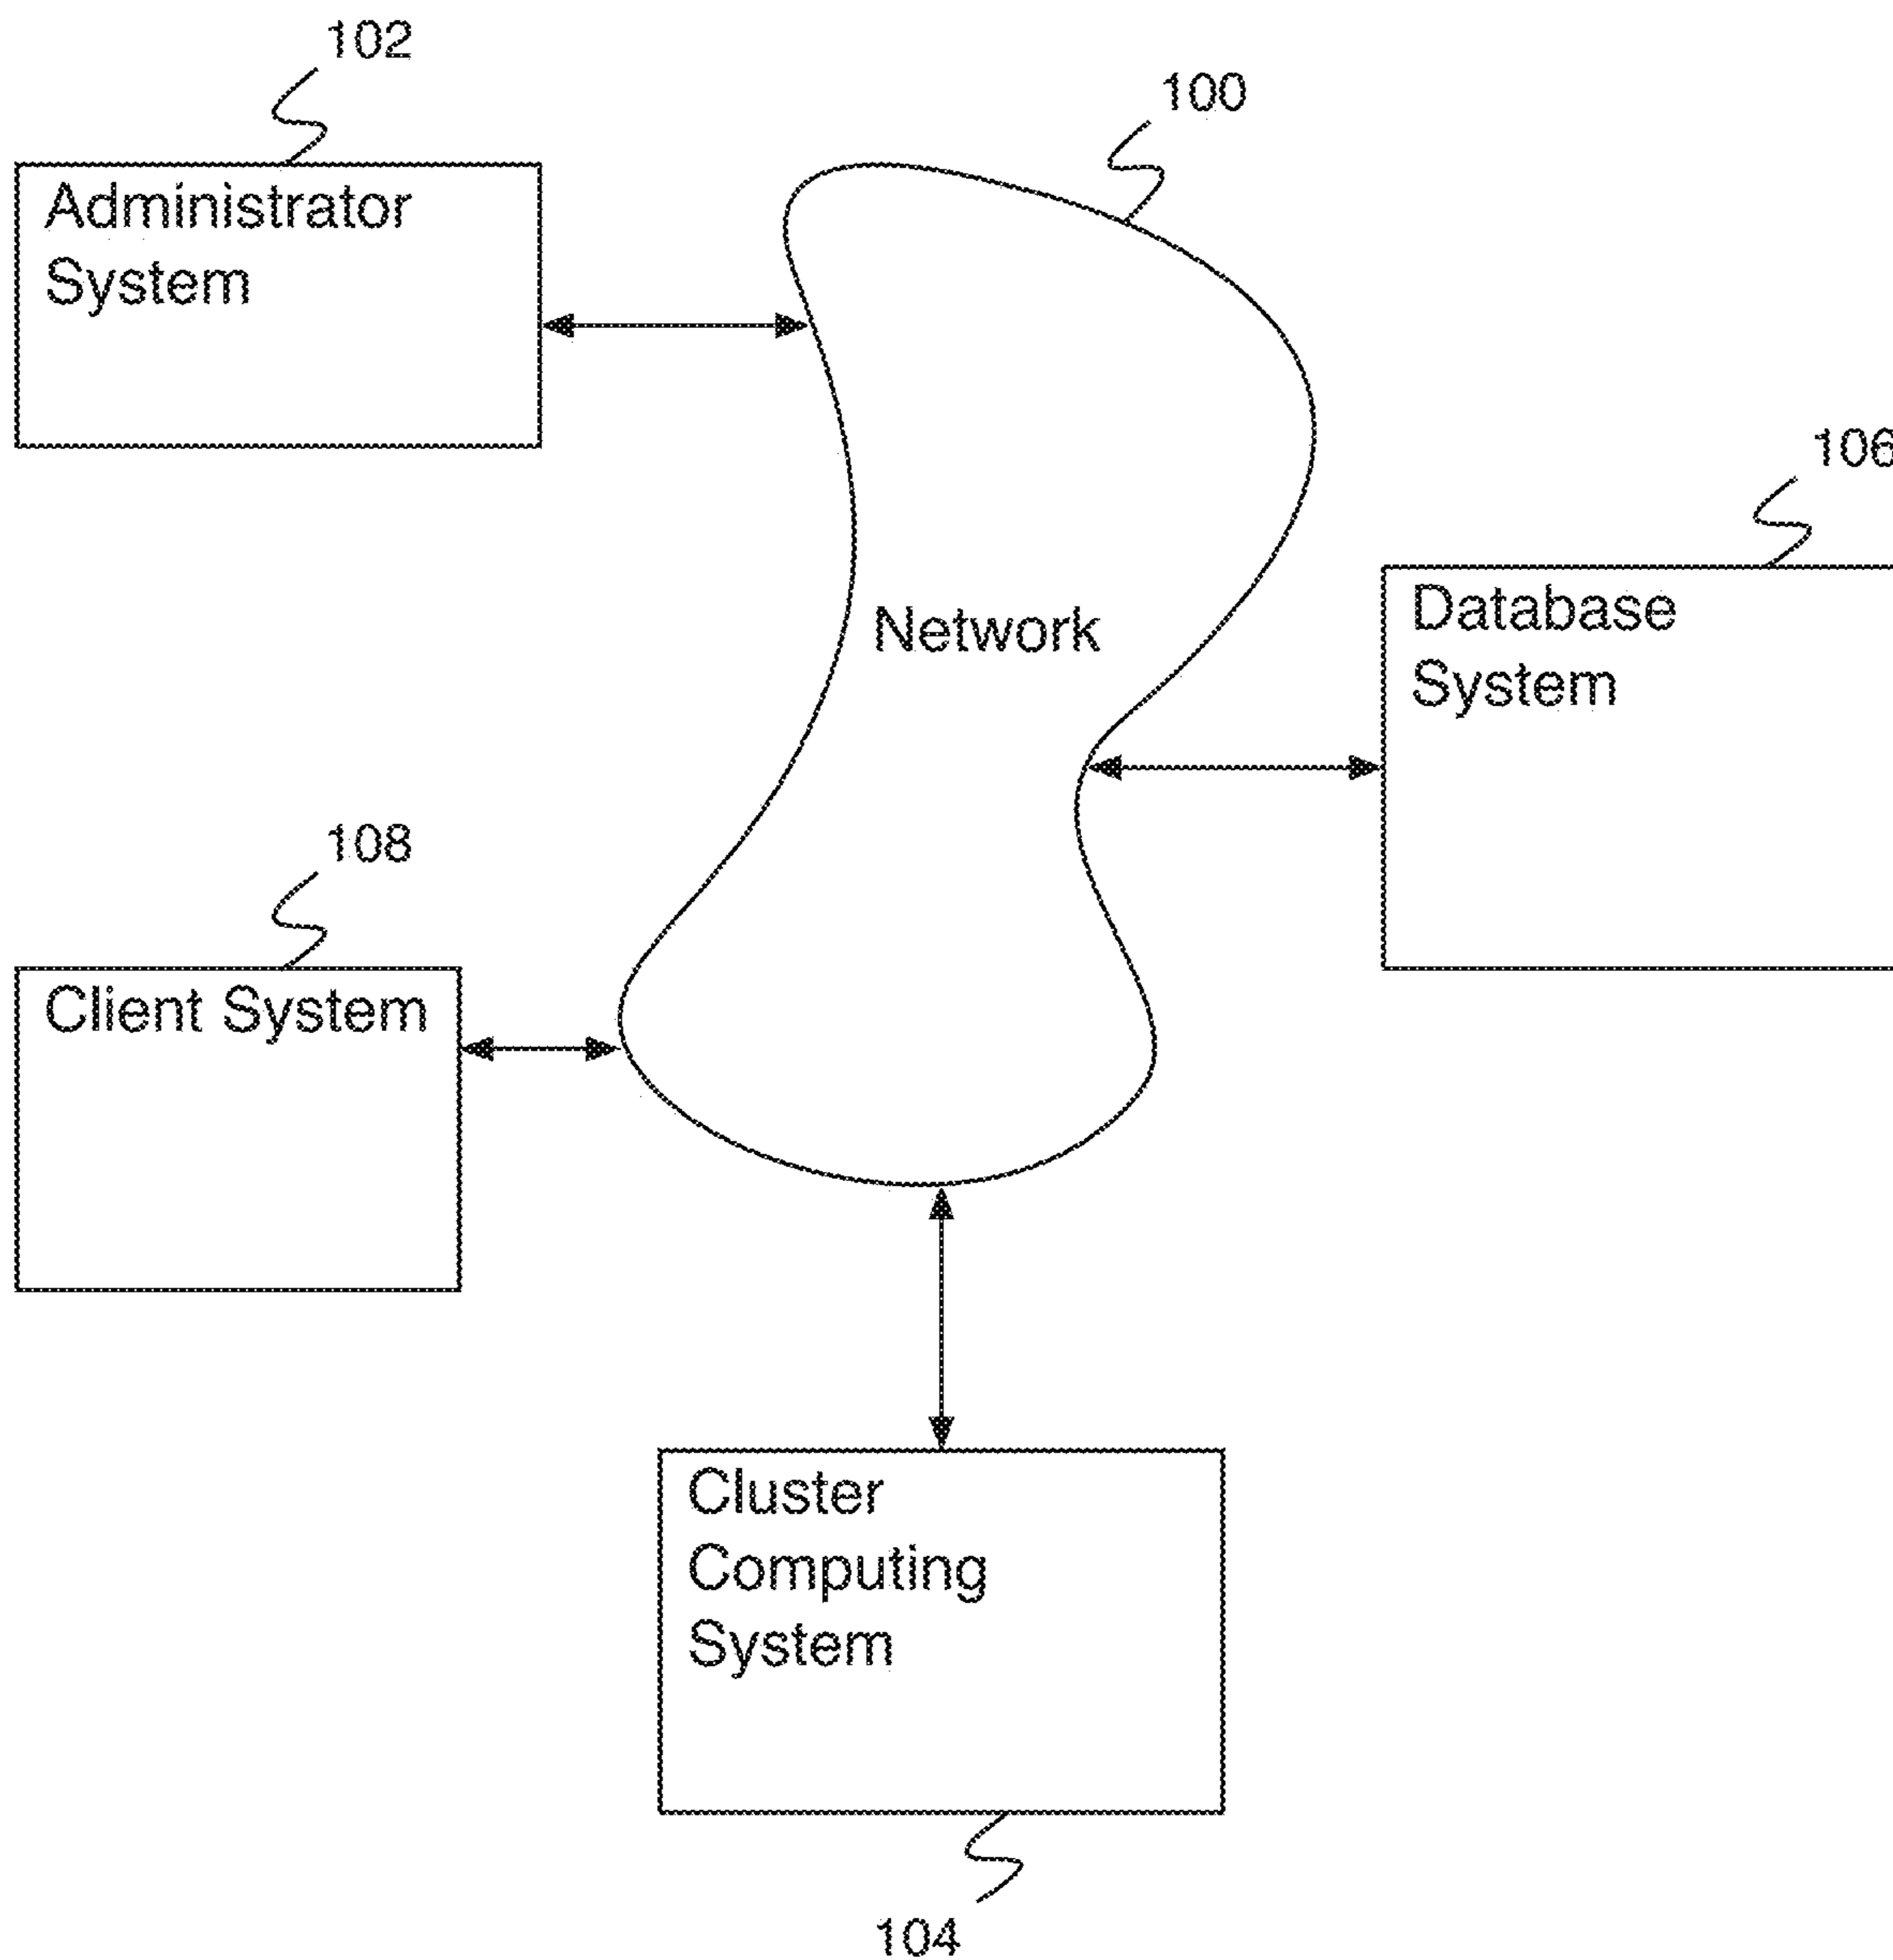 102
100
Administrator
System
106
Network
Database
System
108
Client System
Cluster
Computing
System
104